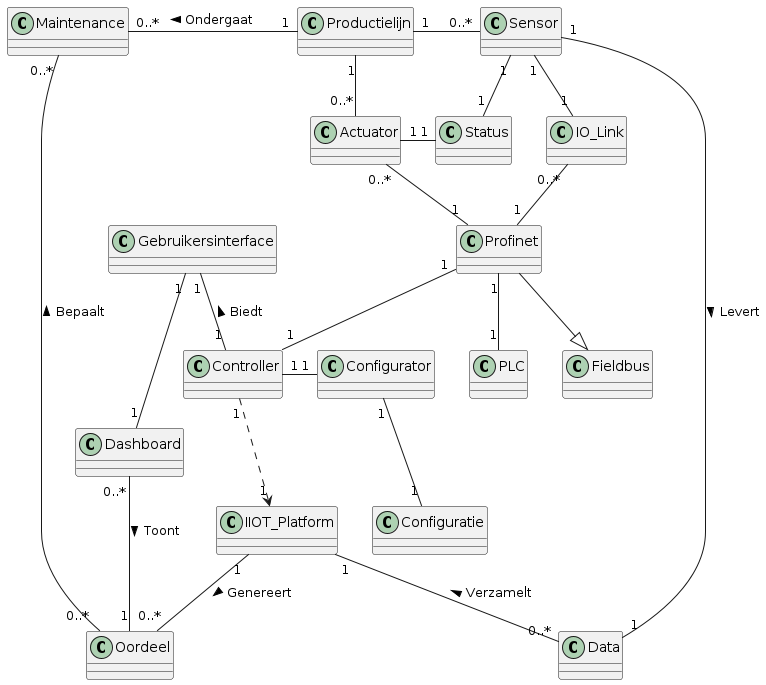 C Maintenance
0..* Ondergaat 1
C Productielijn
1 0..*
C Sensor
1
0..*
1
0..*
1
1
1
1
C Actuator
1 1
C Status
C IO_Link
0..*
1
0..*
1
C Gebruikersinterface
C Profinet
1
1
1
1
1
1
1
1
Biedt
Bepaalt
Levert
C Controller
1 1
C Configurator
C PLC
C Fieldbus
1
1
1
1
1
C Dashboard
0..*
Toont
C IIOT_Platform
C Configuratie
1
Genereert
1
Verzamelt
0..*
1
0..*
0..*
1
C Oordeel
C Data